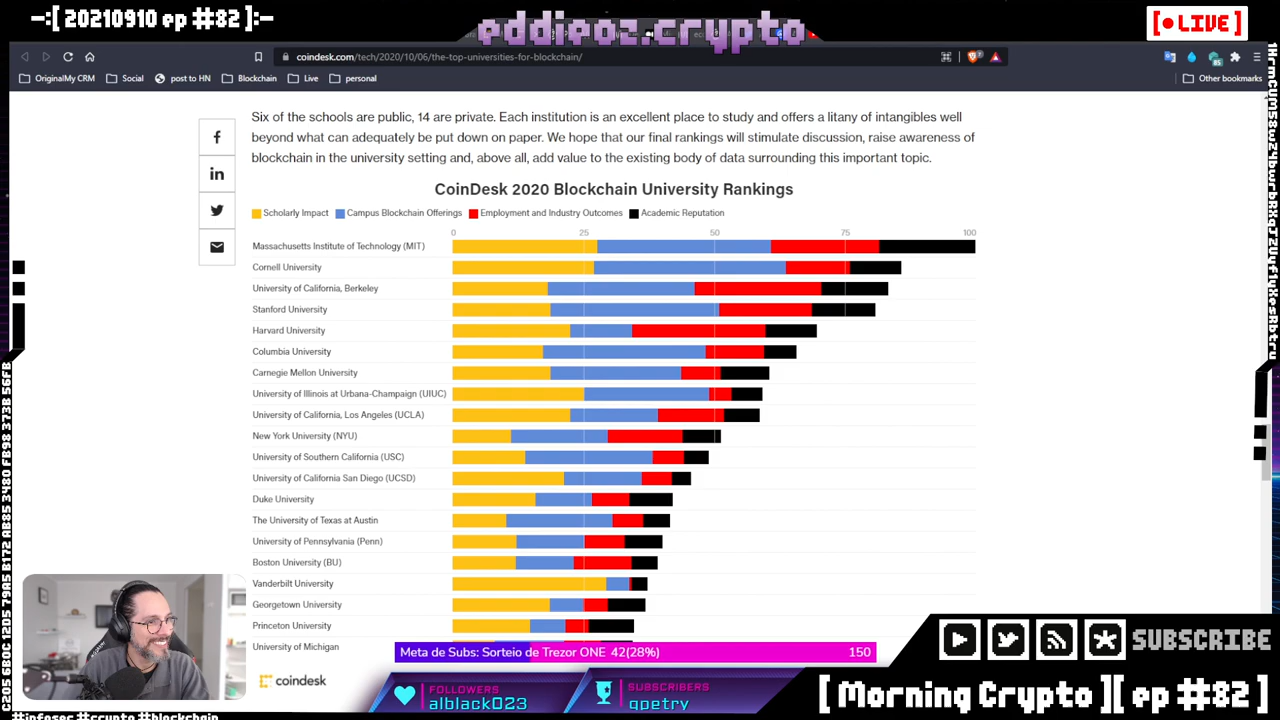 -:[ 20210910 ep #82 ]:-
eddieoz.crypto
[● LIVE]
coindesk.com/tech/2020/10/06/the-top-universities-for-blockchain/
OriginalMy CRM
Social
post to HN
Blockchain
Live
personal
Other bookmarks
Six of the schools are public, 14 are private. Each institution is an excellent place to study and offers a litany of intangibles well
beyond what can adequately be put down on paper. We hope that our final rankings will stimulate discussion, raise awareness of
blockchain in the university setting and, above all, add value to the existing body of data surrounding this important topic.
CoinDesk 2020 Blockchain University Rankings
Scholarly Impact
Campus Blockchain Offerings
Employment and Industry Outcomes
Academic Reputation
0 25 50 75 100
Massachusetts Institute of Technology (MIT)
Cornell University
University of California, Berkeley
Stanford University
Harvard University
Columbia University
Carnegie Mellon University
University of Illinois at Urbana-Champaign (UIUC)
University of California, Los Angeles (UCLA)
New York University (NYU)
University of Southern California (USC)
University of California San Diego (UCSD)
Duke University
The University of Texas at Austin
University of Pennsylvania (Penn)
Boston University (BU)
Vanderbilt University
Georgetown University
Princeton University
University of Michigan
coindesk
Meta de Subs: Sorteio de Trezor ONE 42(28%)
150
FOLLOWERS
alblack023
SUBSCRIBERS
qpetry
SUBSCRIBE
[ Morning Crypto ][ ep #82 ]
#infosec #crypto #blockchain